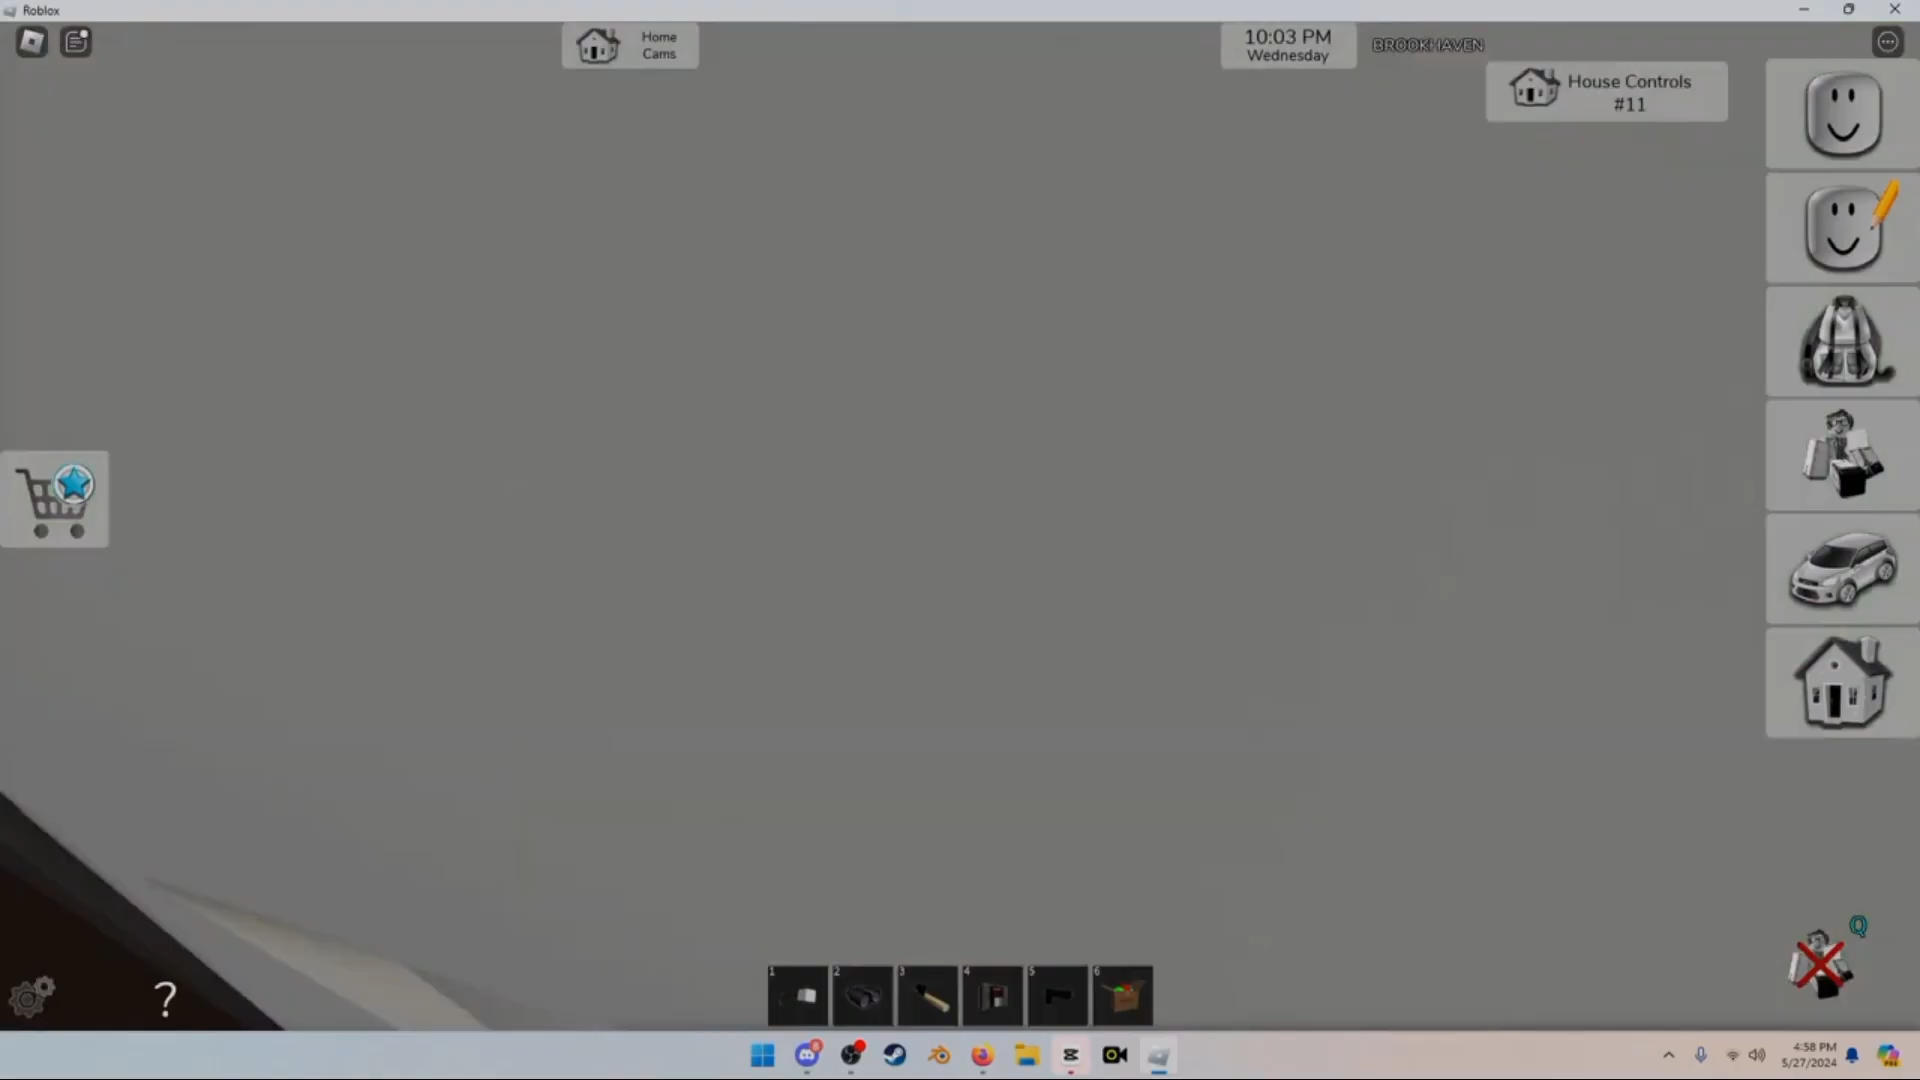 Roblox
Home
Cams
10:03 PM
Wednesday
BROOKHAVEN
House Controls
#11
Q
?
1
2
3
4
5
6
4:58 PM
5/27/2024